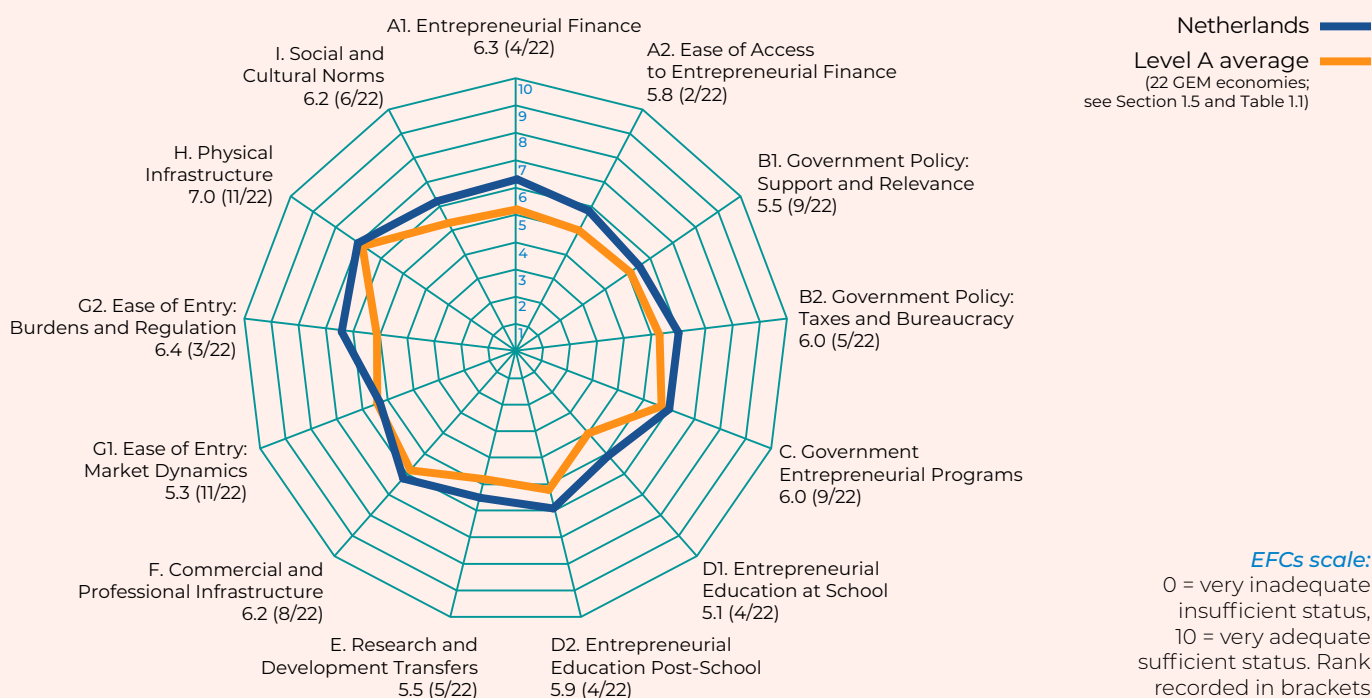 A1. Entrepreneurial Finance
6.3 (4/22)
A2. Ease of Access
to Entrepreneurial Finance
5.8 (2/22)
B1. Government Policy:
Support and Relevance
5.5 (9/22)
B2. Government Policy:
Taxes and Bureaucracy
6.0 (5/22)
C. Government
Entrepreneurial Programs
6.0 (9/22)
D1. Entrepreneurial
Education at School
5.1 (4/22)
D2. Entrepreneurial
Education Post-School
5.9 (4/22)
E. Research and
Development Transfers
5.5 (5/22)
F. Commercial and
Professional Infrastructure
6.2 (8/22)
G1. Ease of Entry:
Market Dynamics
5.3 (11/22)
G2. Ease of Entry:
Burdens and Regulation
6.4 (3/22)
H. Physical
Infrastructure
7.0 (11/22)
I. Social and
Cultural Norms
6.2 (6/22)
10
9
8
7
6
5
4
3
2
1
Netherlands
Level A average
(22 GEM economies;
see Section 1.5 and Table 1.1)
EFCs scale:
0 = very inadequate
insufficient status,
10 = very adequate
sufficient status. Rank
recorded in brackets